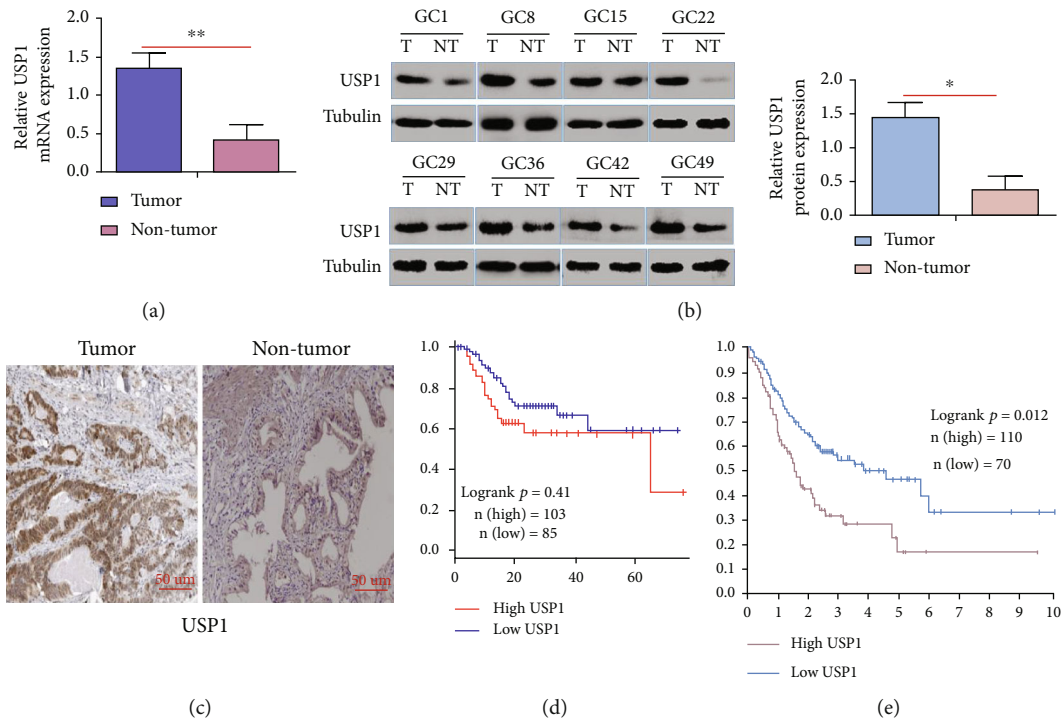 Relative USP1
mRNA expression
2.0
1.5
1.0
0.5
0.0
**
Tumor
Non-tumor
(a)
GC1 GC8 GC15 GC22
T NT T NT T NT T NT
USP1
Tubulin
GC29 GC36 GC42 GC49
T NT T NT T NT T NT
USP1
Tubulin
Relative USP1
protein expression
2.0
1.5
1.0
0.5
0.0
*
Tumor
Non-tumor
(b)
Tumor Non-tumor
50 um 50 um
USP1
(c)
1.0
0.8
0.6
0.4
0.2
0.0
Logrank p = 0.41
n (high) = 103
n (low) = 85
0 20 40 60
High USP1
Low USP1
(d)
1.0
0.9
0.8
0.7
0.6
0.5
0.4
0.3
0.2
0.1
0.0
Logrank p = 0.012
n (high) = 110
n (low) = 70
0 1 2 3 4 5 6 7 8 9 10
High USP1
Low USP1
(e)